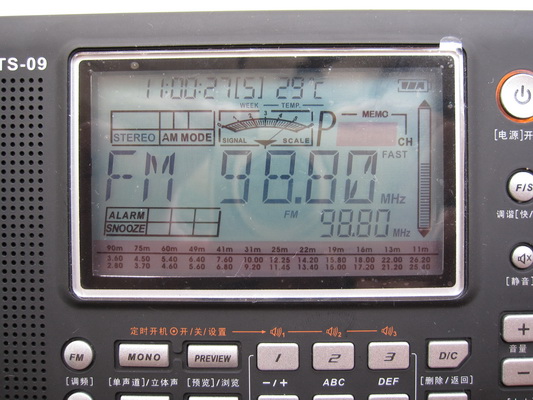 TS-09
11:00:27[5] 29℃
WEEK TEMP.
STEREO AM MODE
SIGNAL SCALE
P MEMO
CH
FAST
FM 98.80 MHz
FM 98.80 MHz
ALARM
SNOOZE
90m 75m 60m 49m 41m 31m 25m 22m 19m 16m 13m 11m
3.60 4.50 5.40 6.40 7.60 10.00 12.25 14.20 15.80 18.00 22.00 26.20
2.80 3.70 4.60 5.60 6.80 9.20 11.45 13.40 15.00 17.20 21.20 25.40
[电源]开
F/S
调谐[快/
[静音]
定时开机 开/关/设置 1 2 3
FM MONO PREVIEW 1 2 3 D/C
[调频] [单声道]/立体声 [预览]/浏览 -/+ ABC DEF [删除/返回]
+
音量
-